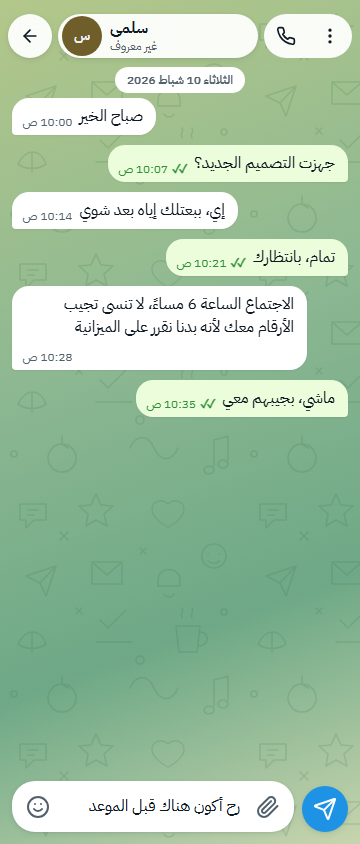 سلمى
غير معروف
س
الثلاثاء 10 شباط 2026
صباح الخير
10:00 ص
جهزت التصميم الجديد؟
10:07 ص
إي، ببعتلك إياه بعد شوي
10:14 ص
تمام، بانتظارك
10:21 ص
الاجتماع الساعة 6 مساءً، لا تنسى تجيب
الأرقام معك لأنه بدنا نقرر على الميزانية
10:28 ص
ماشي، بجيبهم معي
10:35 ص
رح أكون هناك قبل الموعد